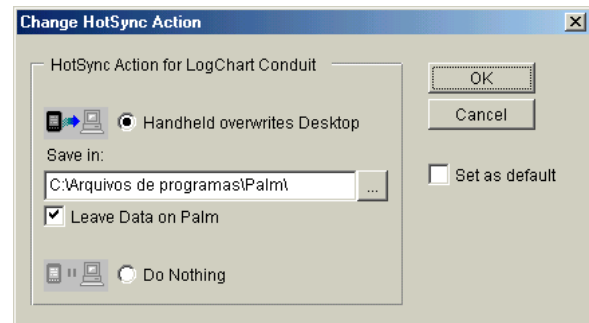 Change HotSync Action
HotSync Action for LogChart Conduit
Handheld overwrites Desktop
Save in:
C:\Arquivos de programas\Palm\
...
Leave Data on Palm
Do Nothing
OK
Cancel
Set as default